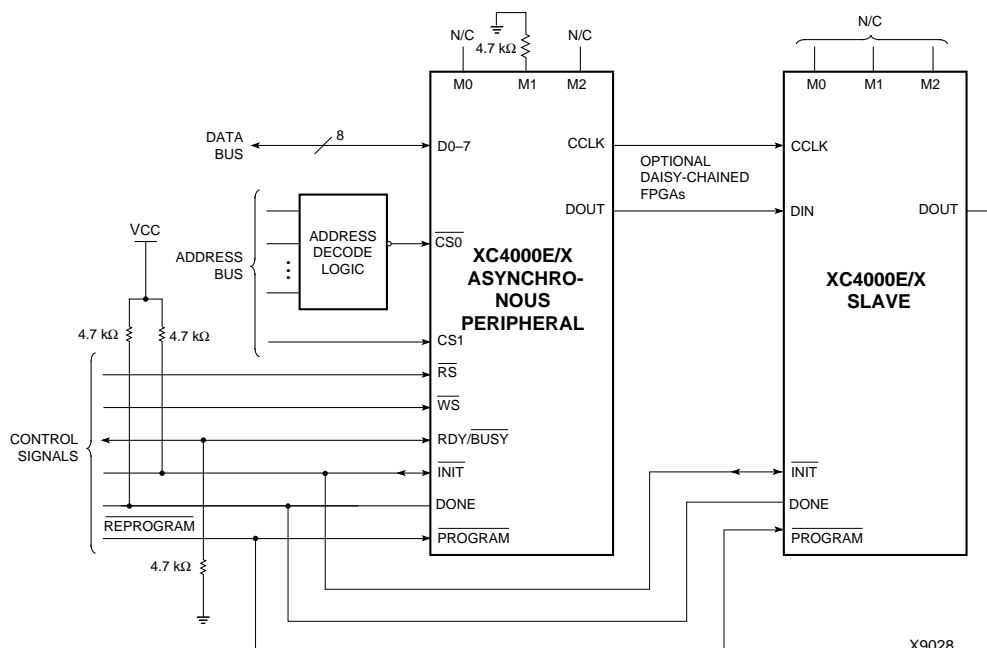 N/C
4.7 kΩ
N/C
N/C
M0
M1
M2
M0
M1
M2
DATA
BUS
8
D0–7
CCLK
OPTIONAL
DAISY-CHAINED
FPGAs
CCLK
DOUT
DIN
DOUT
VCC
ADDRESS
BUS
ADDRESS
DECODE
LOGIC
CS0
XC4000E/X
ASYNCHRO-
NOUS
PERIPHERAL
XC4000E/X
SLAVE
4.7 kΩ
4.7 kΩ
CS1
RS
WS
CONTROL
SIGNALS
RDY/BUSY
INIT
INIT
DONE
DONE
REPROGRAM
PROGRAM
PROGRAM
4.7 kΩ
X9028